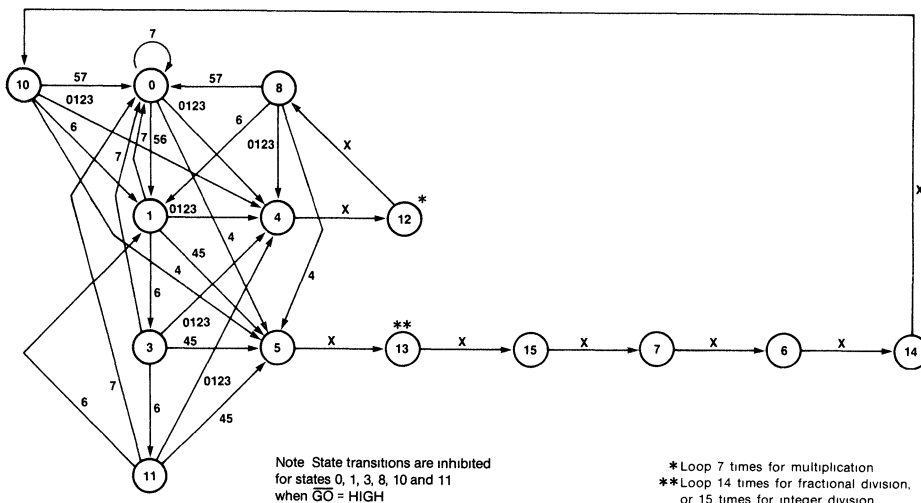 7
10
57
0
57
8
0123
0123
6
7
56
6
0123
X
7
X
1
0123
4
X
12
*
45
4
4
4
6
0123
**
3
45
5
X
13
X
15
X
7
X
6
X
14
7
0123
6
6
45
11
Note State transitions are inhibited
for states 0, 1, 3, 8, 10 and 11
when GO = HIGH
*Loop 7 times for multiplication
**Loop 14 times for fractional division,
or 15 times for integer division